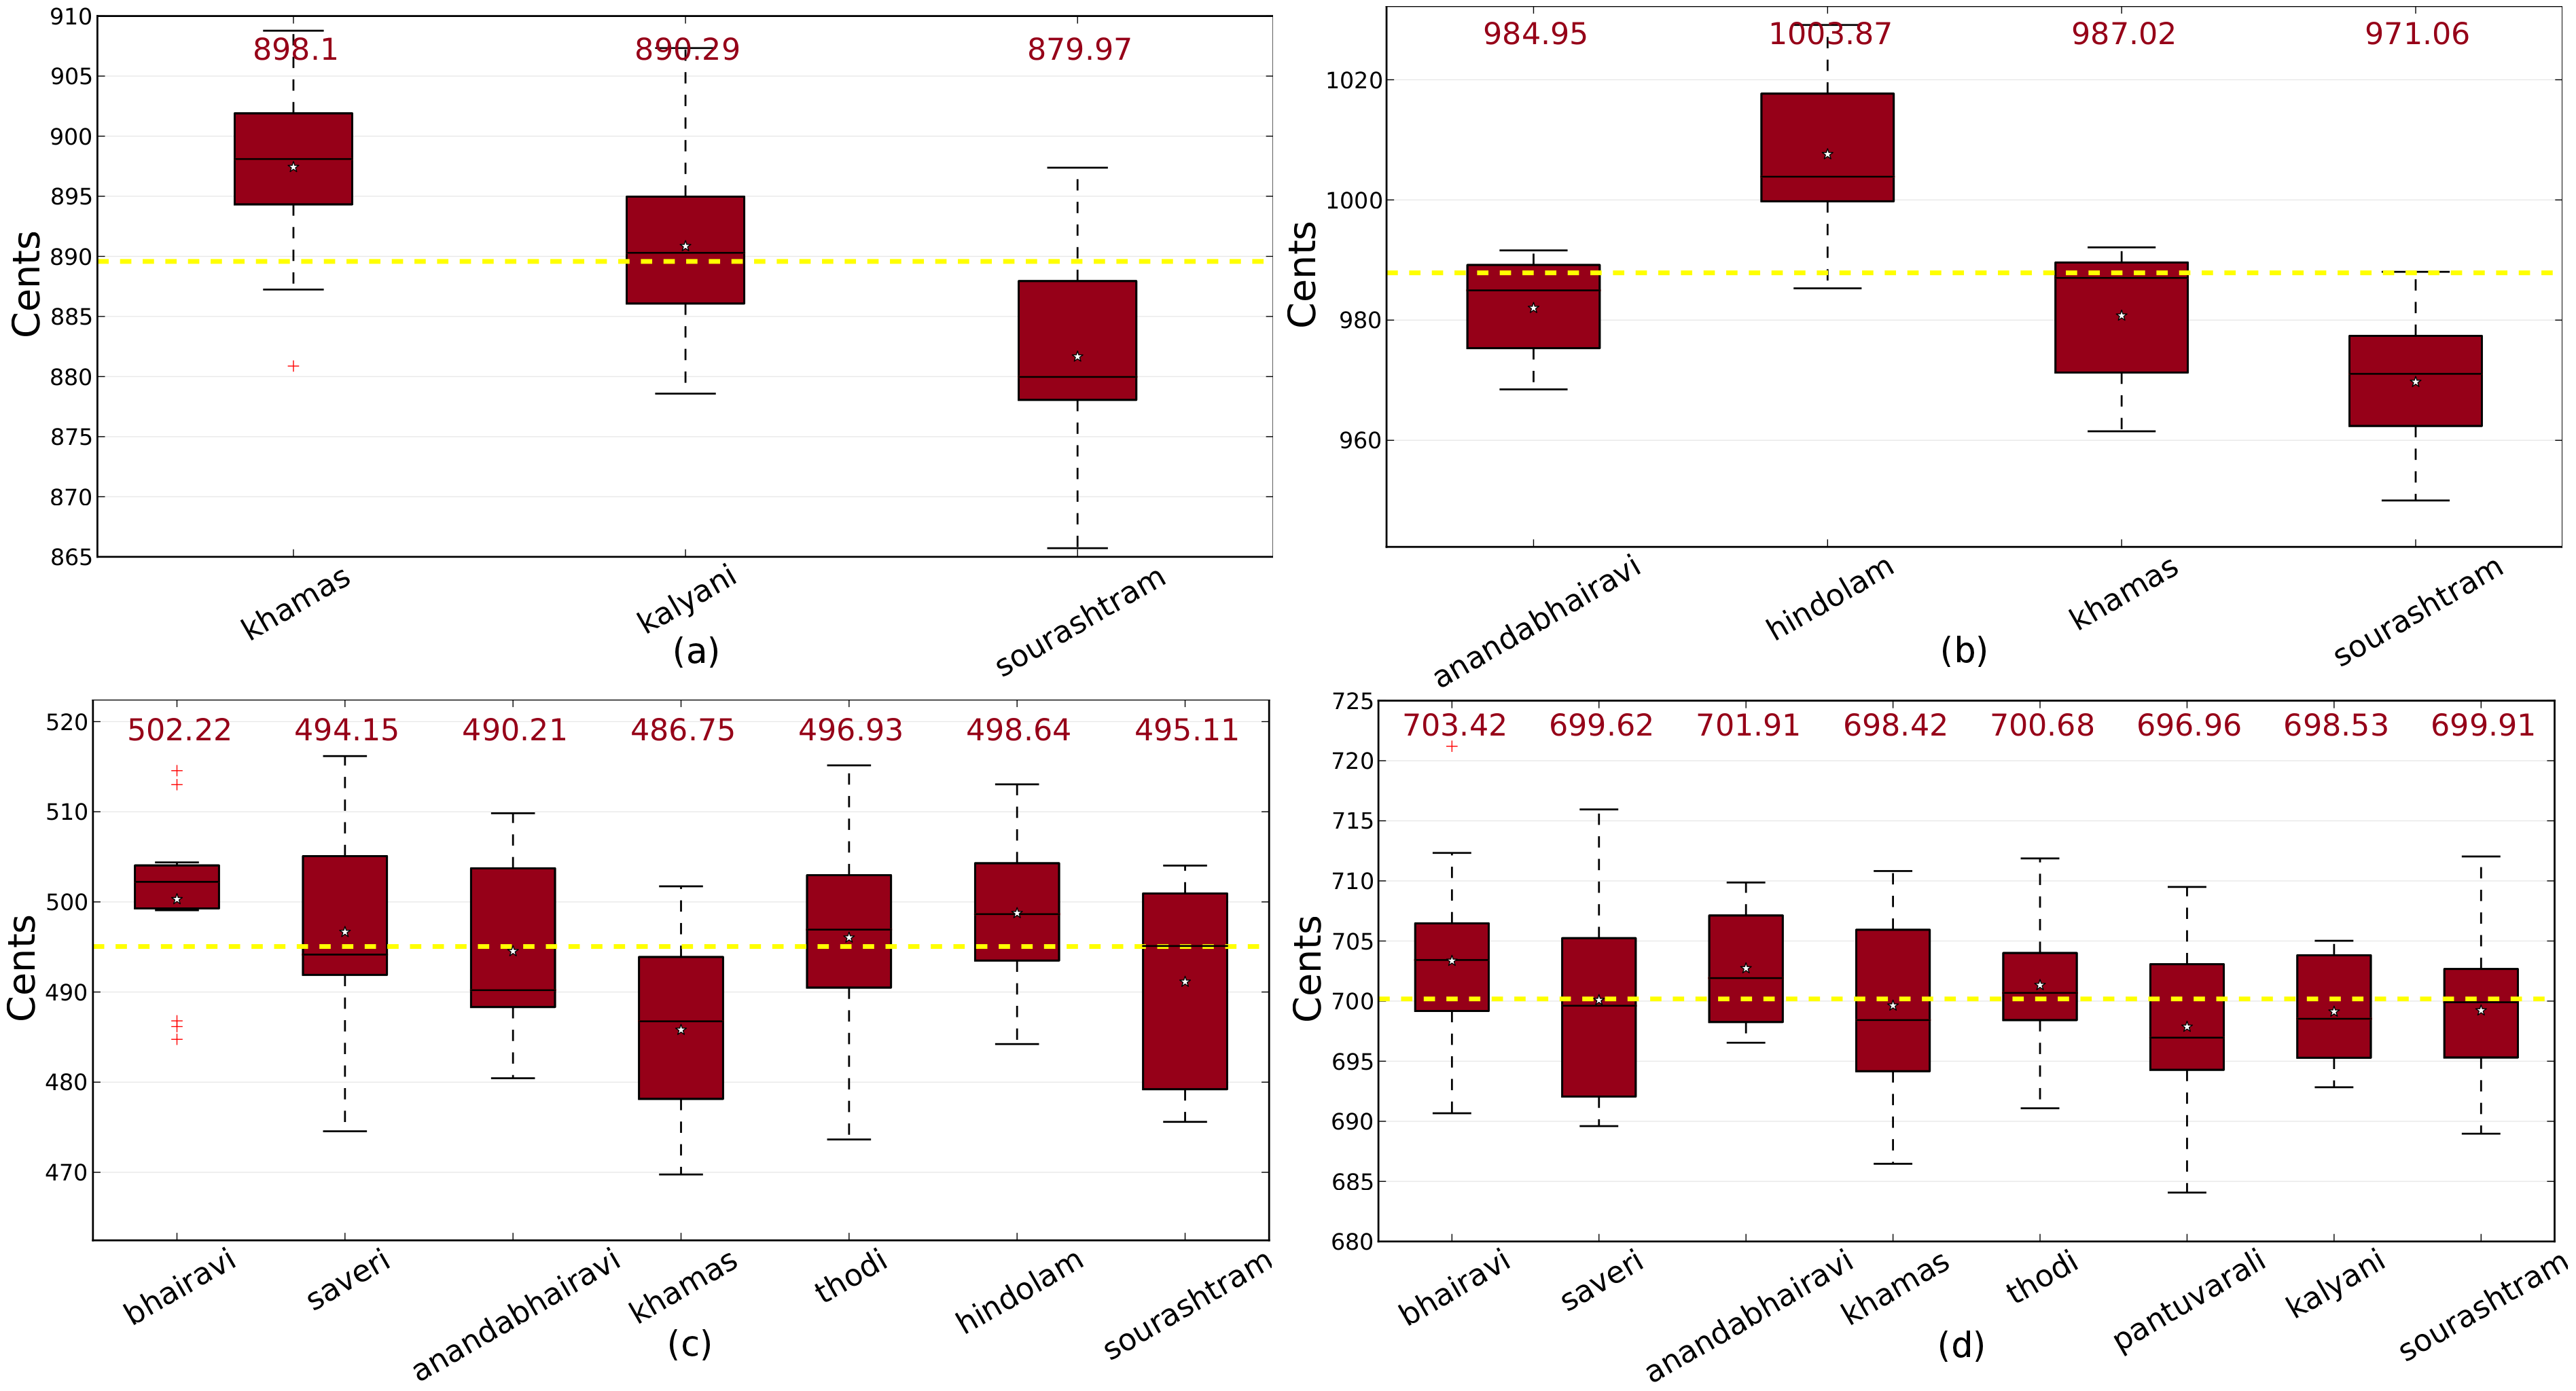 910
905
900
895
890
885
880
875
870
865
Cents
898.1 890.29 879.97
khamas kalyani sourashtram
(a)
1020
1000
980
960
Cents
984.95 1003.87 987.02 971.06
anandabhairavi hindolam khamas sourashtram
(b)
520
510
500
490
480
470
Cents
502.22 494.15 490.21 486.75 496.93 498.64 495.11
bhairavi saveri anandabhairavi khamas thodi hindolam sourashtram
(c)
725
720
715
710
705
700
695
690
685
680
Cents
703.42 699.62 701.91 698.42 700.68 696.96 698.53 699.91
bhairavi saveri anandabhairavi khamas thodi pantuvarali kalyani sourashtram
(d)